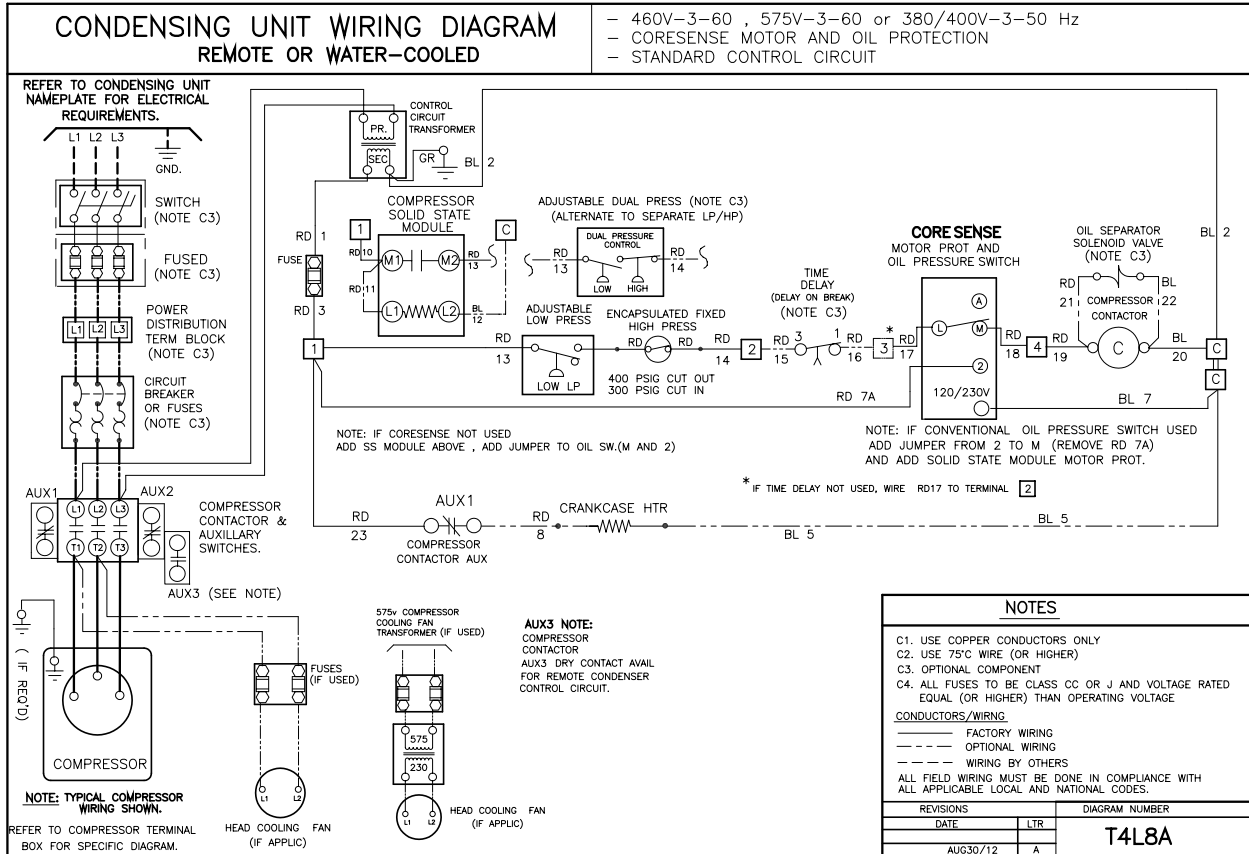 CONDENSING UNIT WIRING DIAGRAM
REMOTE OR WATER-COOLED
- 460V-3-60 , 575V-3-60 or 380/400V-3-50 Hz
- CORESENSE MOTOR AND OIL PROTECTION
- STANDARD CONTROL CIRCUIT
REFER TO CONDENSING UNIT
NAMEPLATE FOR ELECTRICAL
REQUIREMENTS.
L1 L2 L3
GND.
SWITCH
(NOTE C3)
FUSED
(NOTE C3)
L1 L2 L3
POWER
DISTRIBUTION
TERM BLOCK
(NOTE C3)
CIRCUIT
BREAKER
OR FUSES
(NOTE C3)
AUX1
AUX2
L1 L2 L3
T1 T2 T3
COMPRESSOR
CONTACTOR &
AUXILLARY
SWITCHES.
AUX3 (SEE NOTE)
( IF REQ'D)
COMPRESSOR
NOTE: TYPICAL COMPRESSOR
WIRING SHOWN.
REFER TO COMPRESSOR TERMINAL
BOX FOR SPECIFIC DIAGRAM.
PR.
SEC
CONTROL
CIRCUIT
TRANSFORMER
GR
BL 2
RD 1
FUSE
RD 3
1
COMPRESSOR
SOLID STATE
MODULE
1
RD 10
RD 11
M1
M2
L1
L2
RD
13
BL
12
C
ADJUSTABLE DUAL PRESS (NOTE C3)
(ALTERNATE TO SEPARATE LP/HP)
DUAL PRESSURE
CONTROL
RD
13
LOW HIGH
RD
14
ADJUSTABLE
LOW PRESS
RD
13
LOW LP
ENCAPSULATED FIXED
HIGH PRESS
RD RD
RD
14
400 PSIG CUT OUT
300 PSIG CUT IN
2
RD
15
TIME
DELAY
(DELAY ON BREAK)
(NOTE C3)
3 1
RD
16
*
3
RD
17
CORE SENSE
MOTOR PROT AND
OIL PRESSURE SWITCH
A
L
M
2
120/230V
RD
18
4
RD
19
OIL SEPARATOR
SOLENOID VALVE
(NOTE C3)
RD
21
BL
22
COMPRESSOR
CONTACTOR
C
BL
20
BL 2
C
C
RD 7A
BL 7
NOTE: IF CORESENSE NOT USED
ADD SS MODULE ABOVE , ADD JUMPER TO OIL SW.(M AND 2)
NOTE: IF CONVENTIONAL OIL PRESSURE SWITCH USED
ADD JUMPER FROM 2 TO M (REMOVE RD 7A)
AND ADD SOLID STATE MODULE MOTOR PROT.
* IF TIME DELAY NOT USED, WIRE RD17 TO TERMINAL 2
RD
23
AUX1
COMPRESSOR
CONTACTOR AUX
RD
8
CRANKCASE HTR
BL 5
BL 5
FUSES
(IF USED)
L1 L2
HEAD COOLING FAN
(IF APPLIC)
575v COMPRESSOR
COOLING FAN
TRANSFORMER (IF USED)
575
230
L1 L2
HEAD COOLING FAN
(IF APPLIC)
AUX3 NOTE:
COMPRESSOR
CONTACTOR
AUX3 DRY CONTACT AVAIL
FOR REMOTE CONDENSER
CONTROL CIRCUIT.
NOTES
C1. USE COPPER CONDUCTORS ONLY
C2. USE 75°C WIRE (OR HIGHER)
C3. OPTIONAL COMPONENT
C4. ALL FUSES TO BE CLASS CC OR J AND VOLTAGE RATED
EQUAL (OR HIGHER) THAN OPERATING VOLTAGE
CONDUCTORS/WIRNG
FACTORY WIRING
OPTIONAL WIRING
WIRING BY OTHERS
ALL FIELD WIRING MUST BE DONE IN COMPLIANCE WITH
ALL APPLICABLE LOCAL AND NATIONAL CODES.
REVISIONS
DIAGRAM NUMBER
DATE LTR
T4L8A
AUG30/12 A